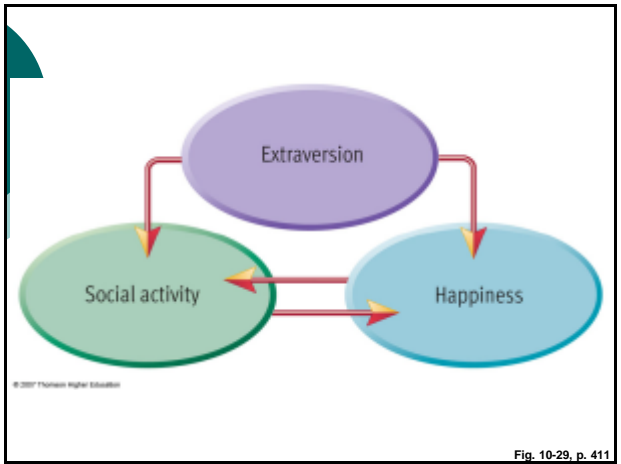 Extraversion
Social activity
Happiness
© 2007 Thomson Higher Education
Fig. 10-29, p. 411